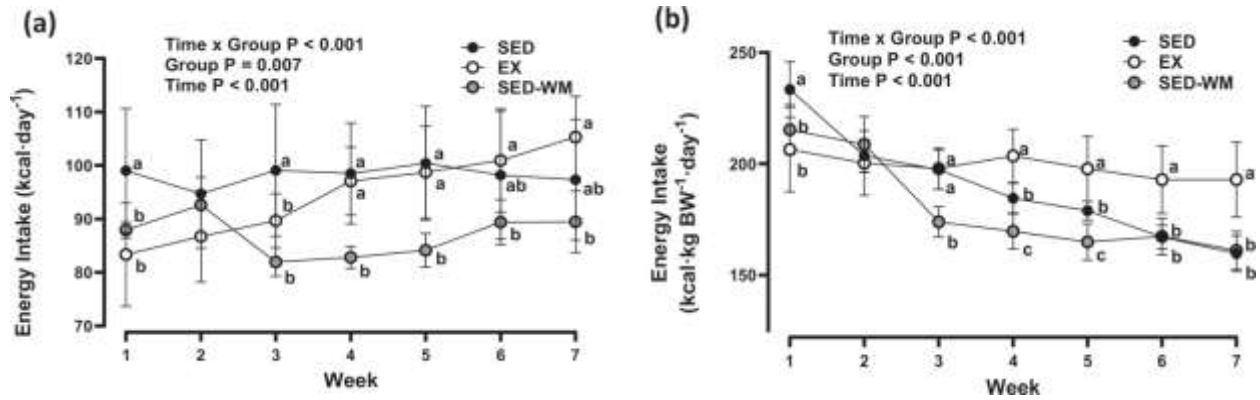 (a)
Time x Group P < 0.001
Group P = 0.007
Time P < 0.001
SED
EX
SED-WM
Energy Intake (kcal·day⁻¹)
120
110
100
90
80
70
a
b
b
a
b
b
a
a
b
a
a
b
a
ab
b
a
ab
b
1
2
3
4
5
6
7
Week
(b)
Time x Group P < 0.001
Group P < 0.001
Time P < 0.001
SED
EX
SED-WM
Energy Intake
(kcal·kg BW⁻¹·day⁻¹)
250
200
150
a
b
b
a
a
b
a
b
c
a
b
c
a
b
b
a
b
b
1
2
3
4
5
6
7
Week